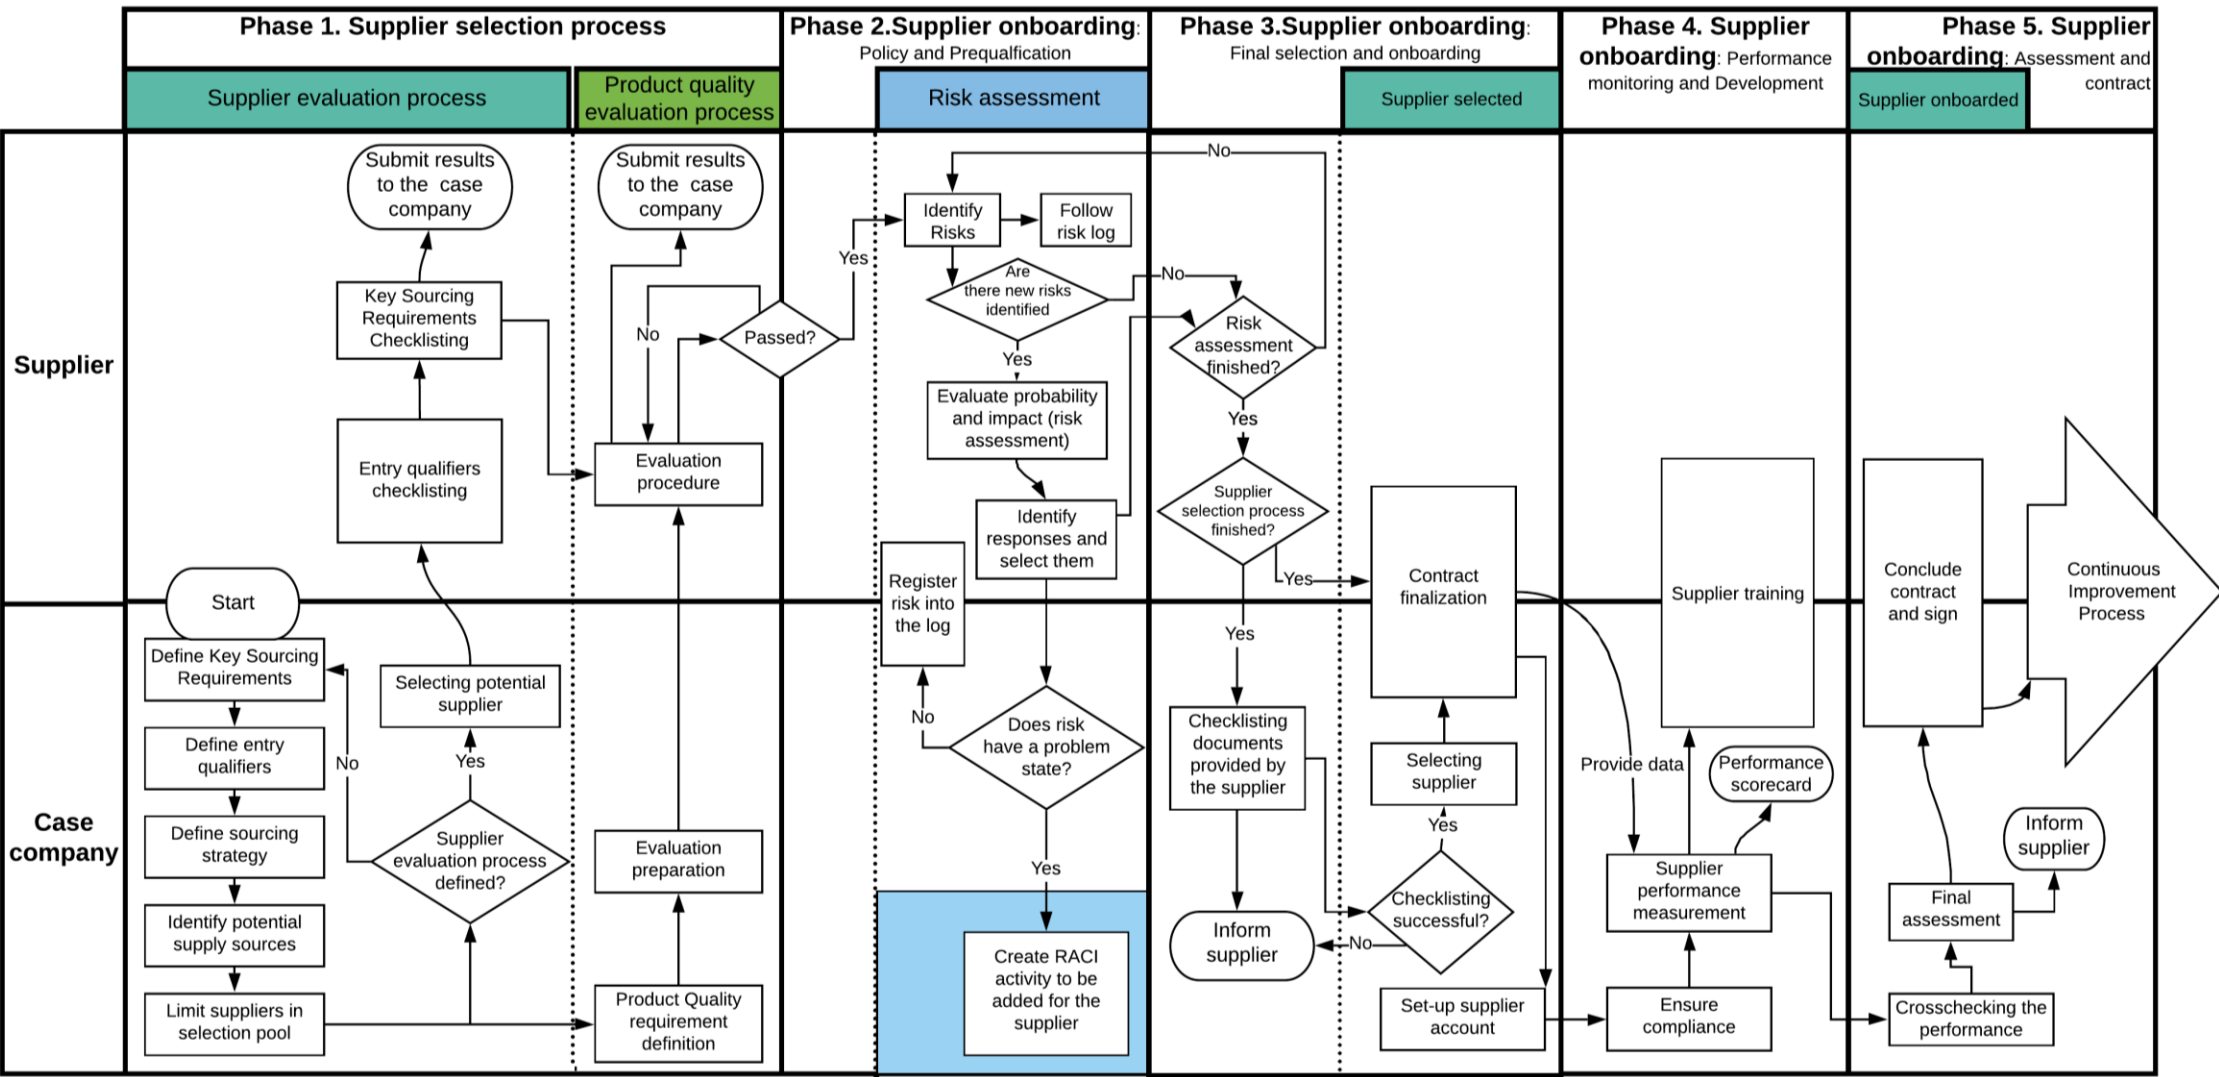 Phase 1. Supplier selection process
Phase 2.Supplier onboarding:
Policy and Prequalfication
Phase 3.Supplier onboarding:
Final selection and onboarding
Phase 4. Supplier
onboarding: Performance
monitoring and Development
Phase 5. Supplier
onboarding: Assessment and
contract
Supplier evaluation process
Product quality
evaluation process
Risk assessment
Supplier selected
Supplier onboarded
Supplier
Submit results
to the case
company
Key Sourcing
Requirements
Checklisting
Entry qualifiers
checklisting
Submit results
to the case
company
No
Passed?
Evaluation
procedure
Yes
Identify
Risks
Follow
risk log
Are
there new risks
identified
No
Yes
Evaluate probability
and impact (risk
assessment)
Identify
responses and
select them
Register
risk into
the log
No
Risk
assessment
finished?
Yes
Supplier
selection process
finished?
Yes
Contract
finalization
Supplier training
Conclude
contract
and sign
Continuous
Improvement
Process
Case
company
Start
Define Key Sourcing
Requirements
Define entry
qualifiers
Define sourcing
strategy
Identify potential
supply sources
Limit suppliers in
selection pool
No
Selecting potential
supplier
Yes
Supplier
evaluation process
defined?
Evaluation
preparation
Product Quality
requirement
definition
No
Does risk
have a problem
state?
Yes
Create RACI
activity to be
added for the
supplier
Yes
Checklisting
documents
provided by
the supplier
Inform
supplier
Selecting
supplier
Yes
Checklisting
successful?
No
Set-up supplier
account
Provide data
Performance
scorecard
Supplier
performance
measurement
Ensure
compliance
Inform
supplier
Final
assessment
Crosschecking the
performance